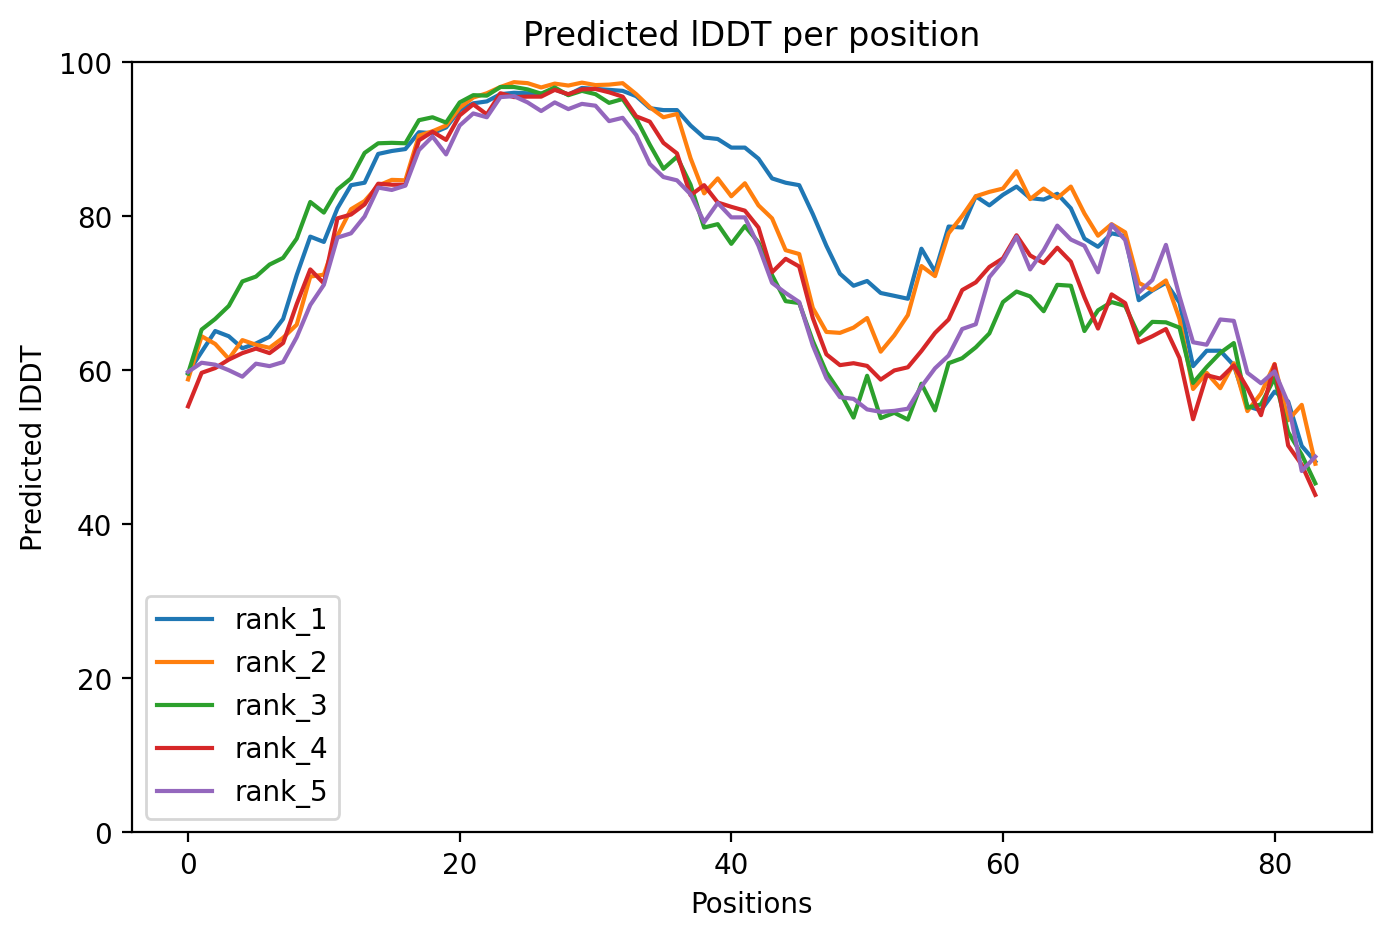 Predicted lDDT per position
100
80
60
40
20
0
Predicted lDDT
rank_1
rank_2
rank_3
rank_4
rank_5
0 20 40 60 80
Positions